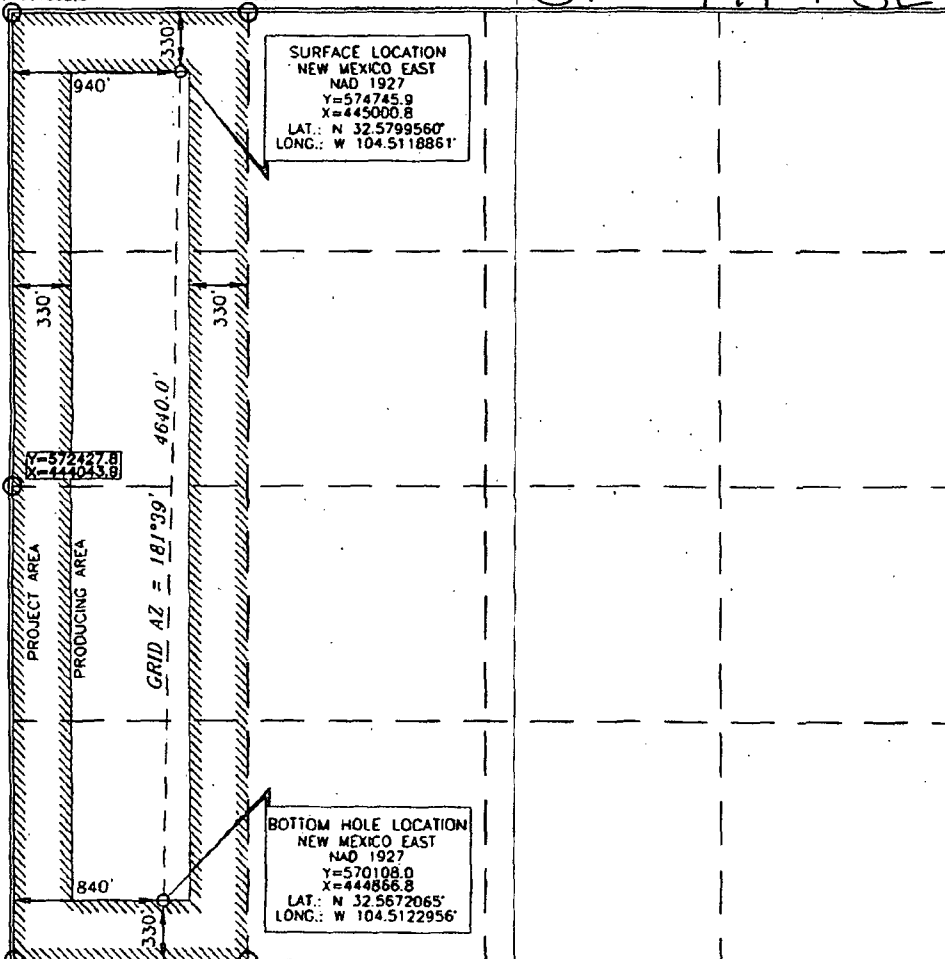 330'
940'
SURFACE LOCATION
NEW MEXICO EAST
NAD 1927
Y=574745.9
X=445000.8
LAT.: N 32.5799560°
LONG.: W 104.5118861°
330'
330'
4640.0'
Y=572427.8
X=444043.8
GRID AZ = 181°39'
PROJECT AREA
PRODUCING AREA
BOTTOM HOLE LOCATION
NEW MEXICO EAST
NAD 1927
Y=570108.0
X=444866.8
LAT.: N 32.5672065°
LONG.: W 104.5122956°
840'
330'